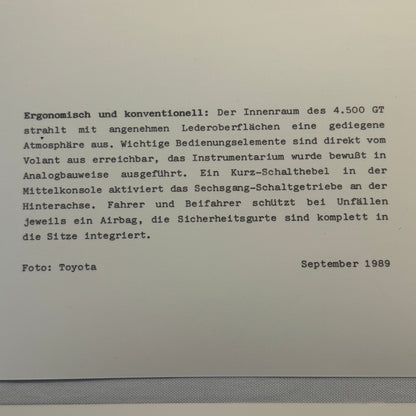 Ergonomisch und konventionell: Der Innenraum des 4.500 GT
strahlt mit angenehmen Lederoberflächen eine gediegene
Atmosphäre aus. Wichtige Bedienungselemente sind direkt vom
Volant aus erreichbar, das Instrumentarium wurde bewußt in
Analogbauweise ausgeführt. Ein Kurz-Schalthebel in der
Mittelkonsole aktiviert das Sechsgang-Schaltgetriebe an der
Hinterachse. Fahrer und Beifahrer schützt bei Unfällen
jeweils ein Airbag, die Sicherheitsgurte sind komplett in
die Sitze integriert.
Foto: Toyota September 1989